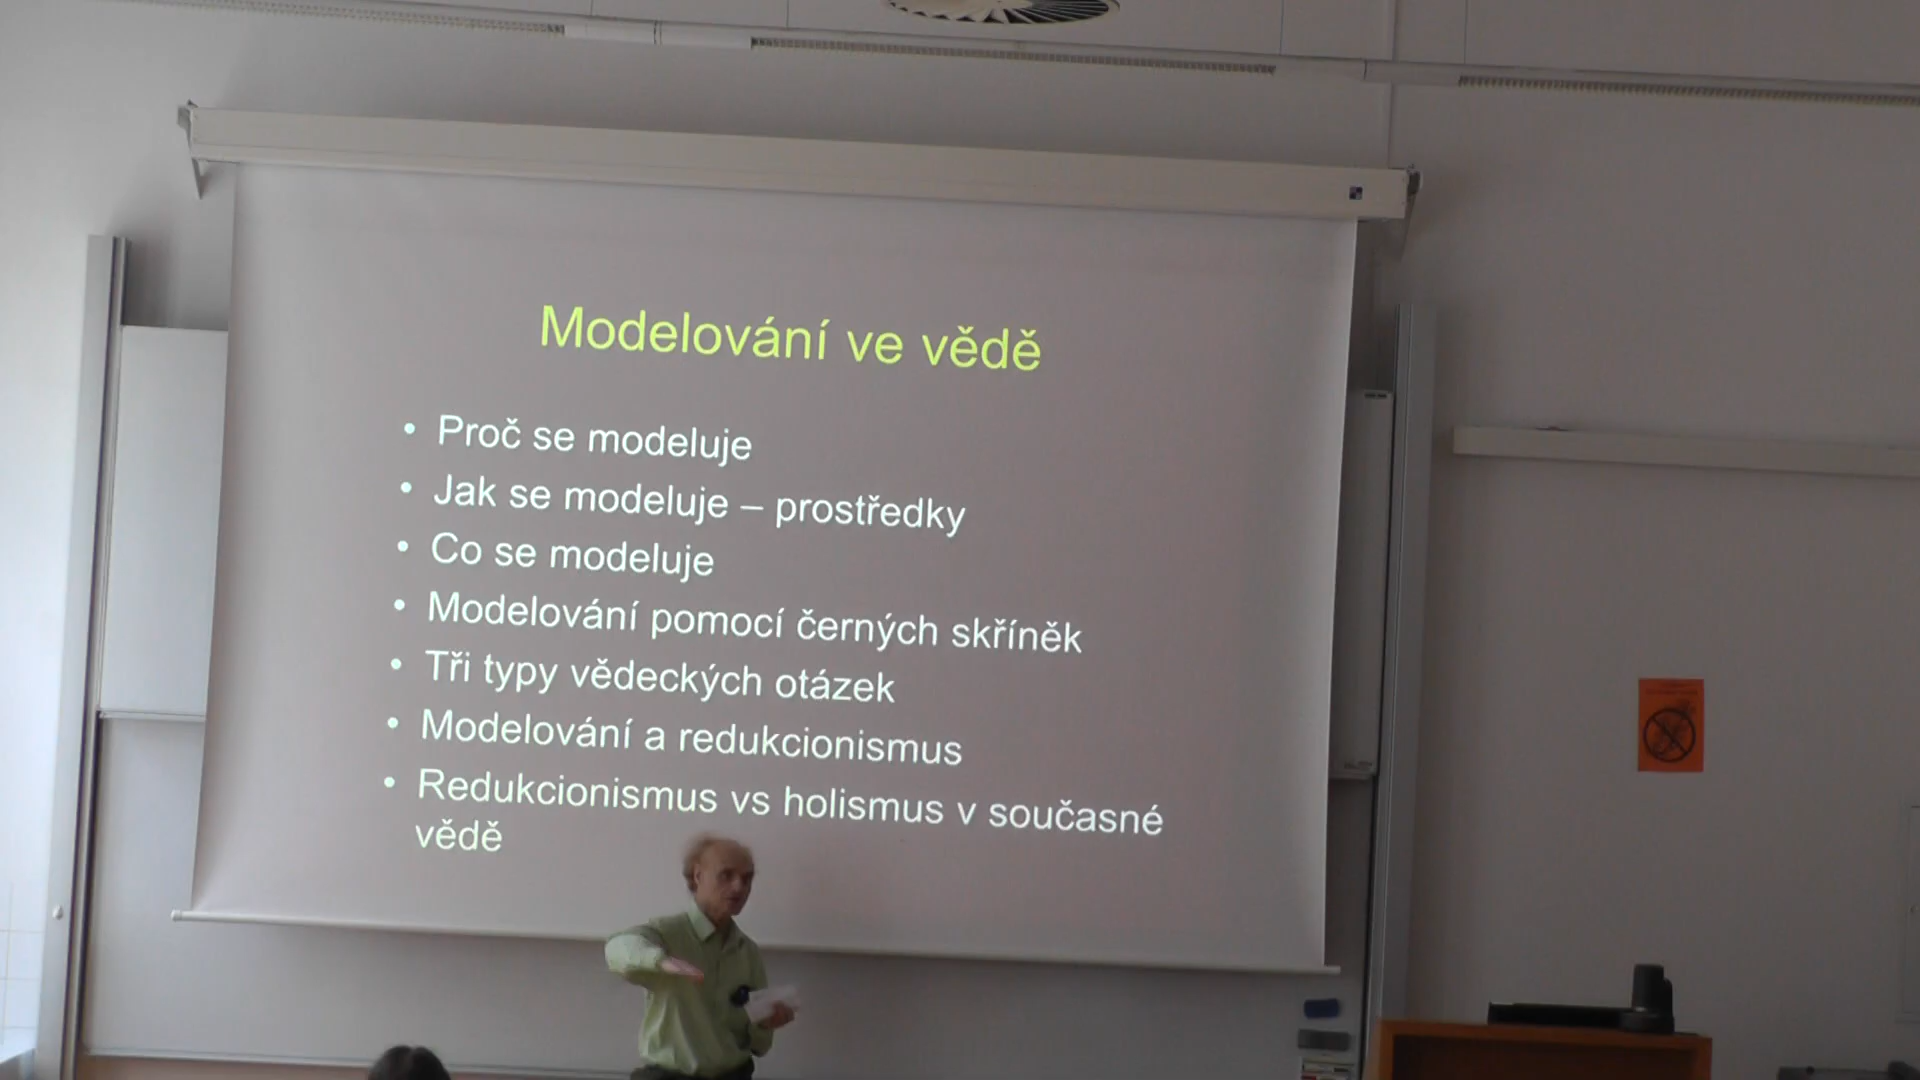 Modelování ve vědě
• Proč se modeluje
• Jak se modeluje – prostředky
• Co se modeluje
• Modelování pomocí černých skříněk
• Tři typy vědeckých otázek
• Modelování a redukcionismus
• Redukcionismus vs holismus v současné
vědě